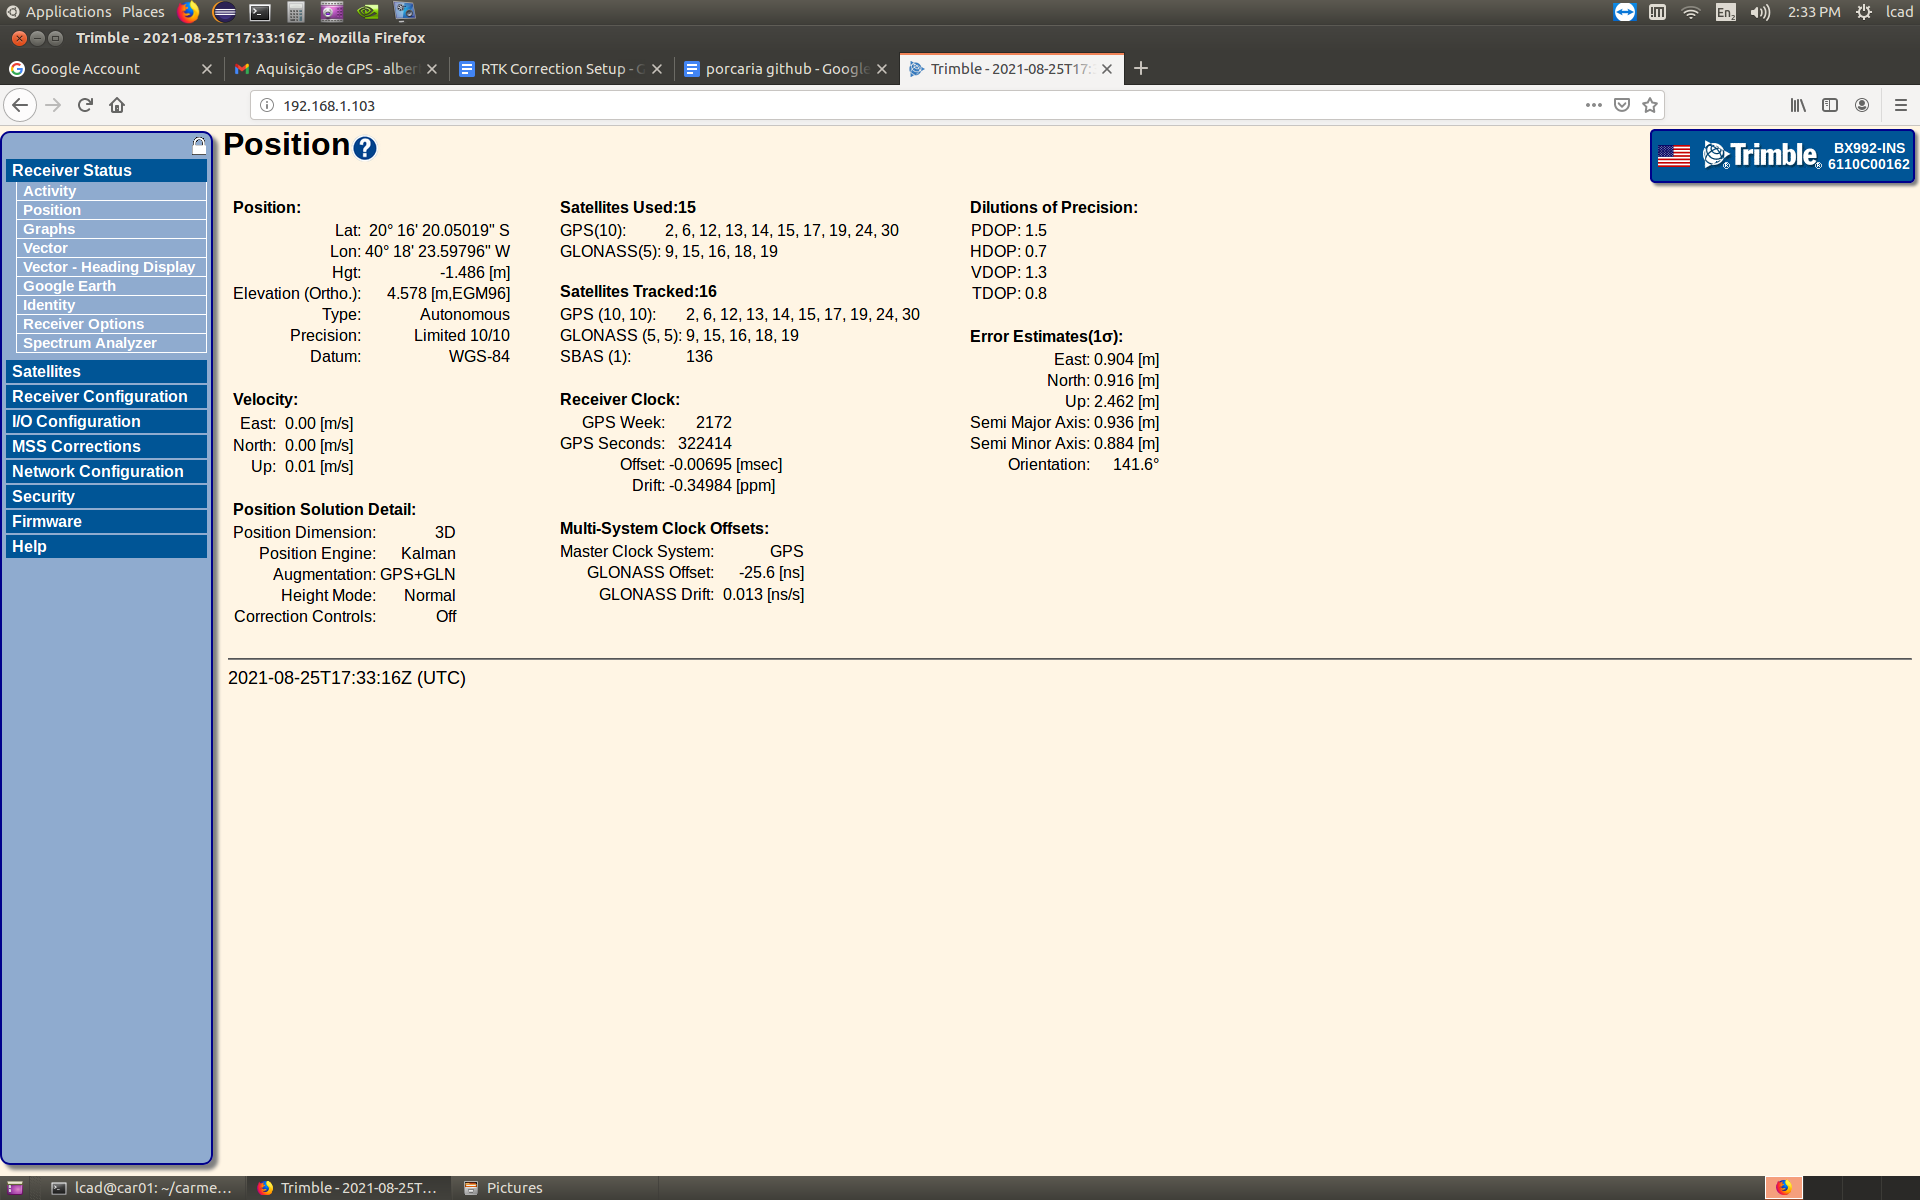 Applications Places
En2 2:33 PM lcad
Trimble - 2021-08-25T17:33:16Z - Mozilla Firefox
Google Account
Aquisição de GPS - alber
RTK Correction Setup - G
porcaria github - Google
Trimble - 2021-08-25T17:
192.168.1.103
Receiver Status
Activity
Position
Graphs
Vector
Vector - Heading Display
Google Earth
Identity
Receiver Options
Spectrum Analyzer
Satellites
Receiver Configuration
I/O Configuration
MSS Corrections
Network Configuration
Security
Firmware
Help
Position?
Trimble BX992-INS
6110C00162
Position:
Lat: 20° 16' 20.05019" S
Lon: 40° 18' 23.59796" W
Hgt: -1.486 [m]
Elevation (Ortho.): 4.578 [m,EGM96]
Type: Autonomous
Precision: Limited 10/10
Datum: WGS-84
Velocity:
East: 0.00 [m/s]
North: 0.00 [m/s]
Up: 0.01 [m/s]
Position Solution Detail:
Position Dimension: 3D
Position Engine: Kalman
Augmentation: GPS+GLN
Height Mode: Normal
Correction Controls: Off
Satellites Used:15
GPS(10): 2, 6, 12, 13, 14, 15, 17, 19, 24, 30
GLONASS(5): 9, 15, 16, 18, 19
Satellites Tracked:16
GPS (10, 10): 2, 6, 12, 13, 14, 15, 17, 19, 24, 30
GLONASS (5, 5): 9, 15, 16, 18, 19
SBAS (1): 136
Receiver Clock:
GPS Week: 2172
GPS Seconds: 322414
Offset: -0.00695 [msec]
Drift: -0.34984 [ppm]
Multi-System Clock Offsets:
Master Clock System: GPS
GLONASS Offset: -25.6 [ns]
GLONASS Drift: 0.013 [ns/s]
Dilutions of Precision:
PDOP: 1.5
HDOP: 0.7
VDOP: 1.3
TDOP: 0.8
Error Estimates(1σ):
East: 0.904 [m]
North: 0.916 [m]
Up: 2.462 [m]
Semi Major Axis: 0.936 [m]
Semi Minor Axis: 0.884 [m]
Orientation: 141.6°
2021-08-25T17:33:16Z (UTC)
lcad@car01: ~/carme...
Trimble - 2021-08-25T...
Pictures